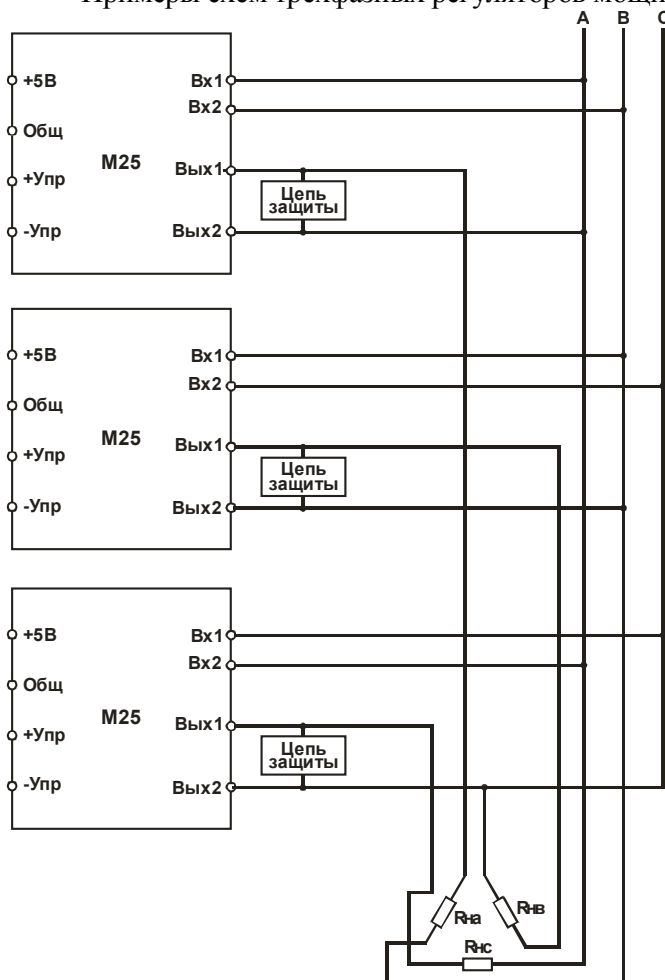 Примеры схем трехфазных регуляторов мощн
A B C
+5В Вх1
Вх2
Общ
М25
+Упр Вых1
Цепь
защиты
-Упр Вых2
+5В Вх1
Вх2
Общ
М25
+Упр Вых1
Цепь
защиты
-Упр Вых2
+5В Вх1
Вх2
Общ
М25
+Упр Вых1
Цепь
защиты
-Упр Вых2
Rна
Rнв
Rнс